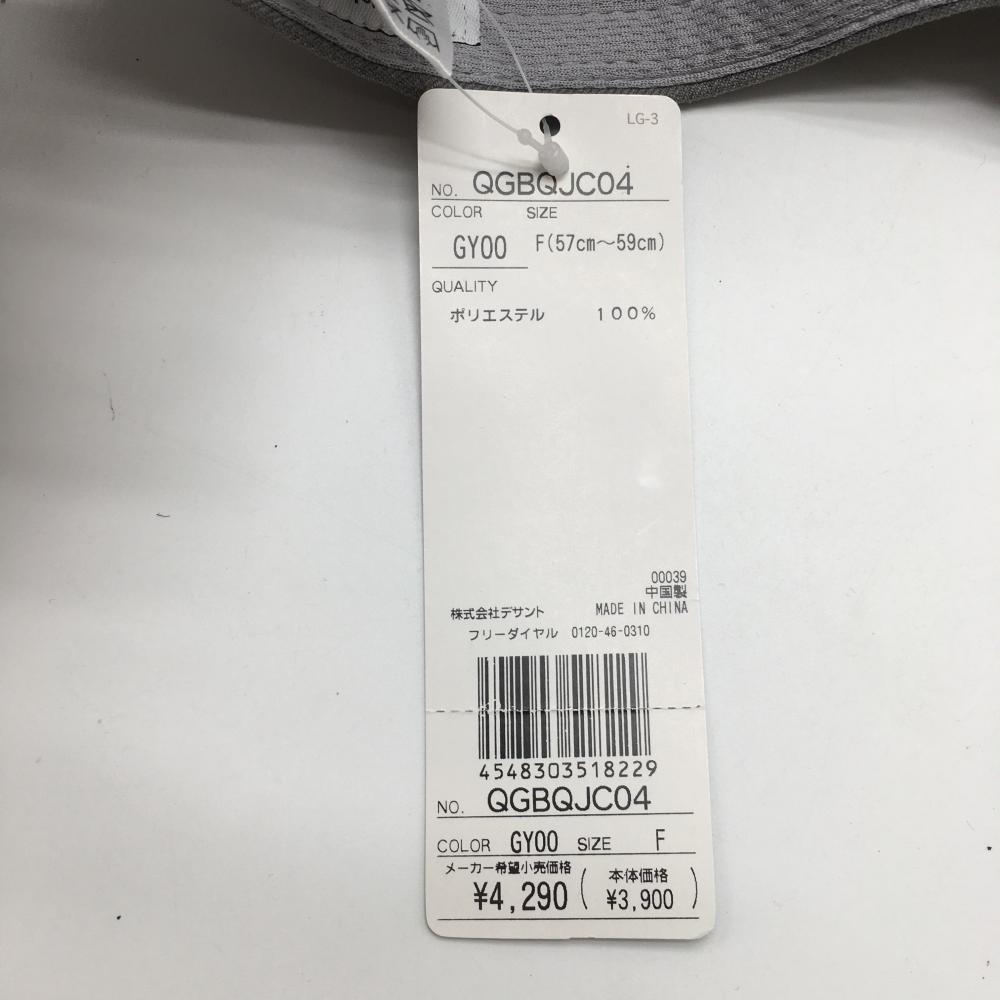 LG-3
NO. QGBQJC04
COLOR SIZE
GY00 F(57cm～59cm)
QUALITY
ポリエステル 100%
00039
中国製
株式会社デサント MADE IN CHINA
フリーダイヤル 0120-46-0310
4548303518229
NO. QGBQJC04
COLOR GY00 SIZE F
メーカー希望小売価格
¥4,290 ( 本体価格
¥3,900 )